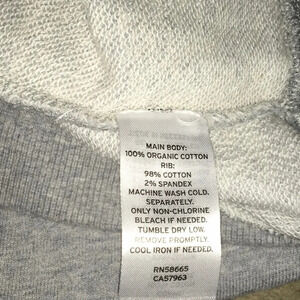 MAIN BODY:
100% ORGANIC COTTON
RIB:
98% COTTON
2% SPANDEX
MACHINE WASH COLD.
SEPARATELY.
ONLY NON-CHLORINE
BLEACH IF NEEDED.
TUMBLE DRY LOW.
REMOVE PROMPTLY.
COOL IRON IF NEEDED.
RN58665
CA57963